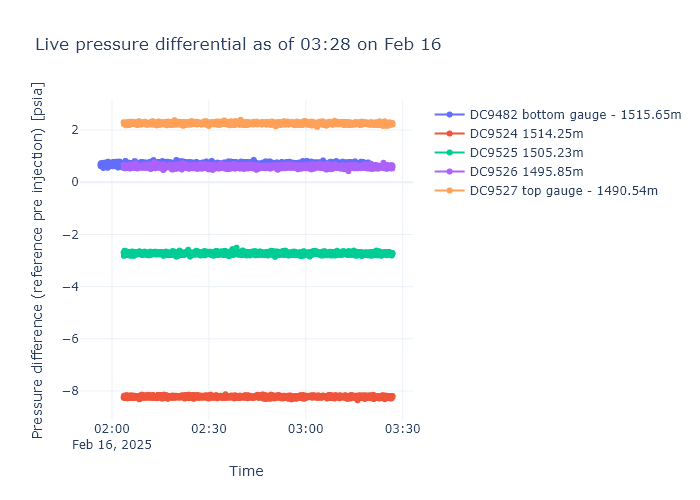 Live pressure differential as of 03:28 on Feb 16
Pressure difference (reference pre injection) [psia]
2
0
−2
−4
−6
−8
02:00
02:30
03:00
03:30
Feb 16, 2025
Time
DC9482 bottom gauge - 1515.65m
DC9524 1514.25m
DC9525 1505.23m
DC9526 1495.85m
DC9527 top gauge - 1490.54m